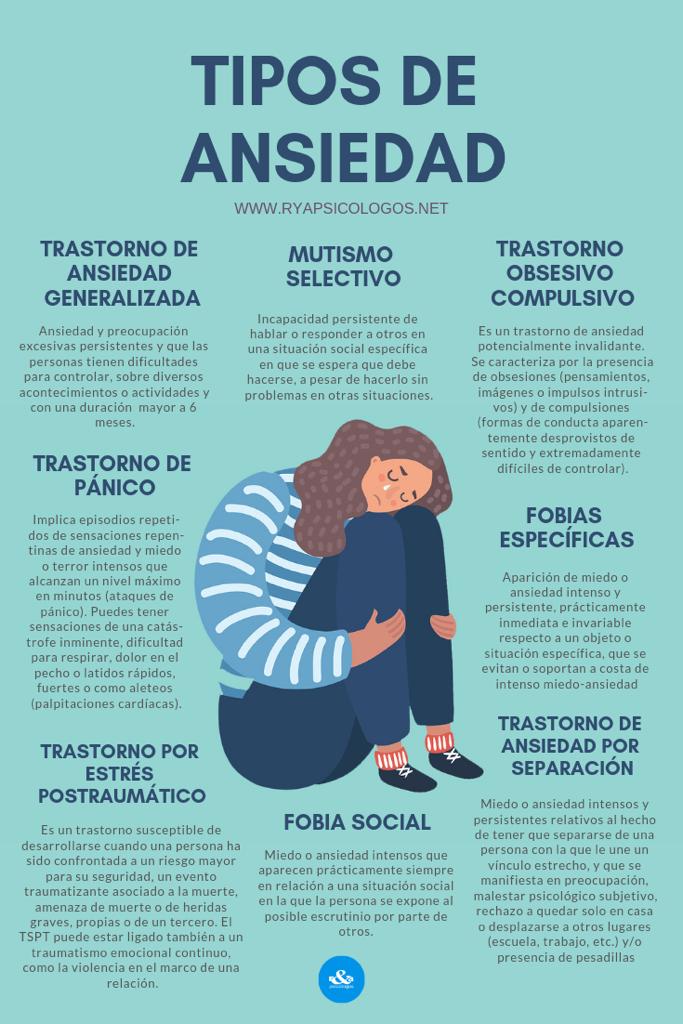 TIPOS DE
ANSIEDAD
WWW.RYAPSICOLOGOS.NET
TRASTORNO DE
ANSIEDAD
GENERALIZADA
Ansiedad y preocupación
excesivas persistentes y que las
personas tienen dificultades
para controlar, sobre diversos
acontecimientos o actividades y
con una duración mayor a 6
meses.
MUTISMO
SELECTIVO
Incapacidad persistente de
hablar o responder a otros en
una situación social específica
en que se espera que debe
hacerse, a pesar de hacerlo sin
problemas en otras situaciones.
TRASTORNO
OBSESIVO
COMPULSIVO
Es un trastorno de ansiedad
potencialmente invalidante.
Se caracteriza por la presencia
de obsesiones (pensamientos,
imágenes o impulsos intrusi-
vos) y de compulsiones
(formas de conducta aparen-
temente desprovistos de
sentido y extremadamente
difíciles de controlar).
TRASTORNO DE
PÁNICO
Implica episodios repeti-
dos de sensaciones repen-
tinas de ansiedad y miedo
o terror intensos que
alcanzan un nivel máximo
en minutos (ataques de
pánico). Puedes tener
sensaciones de una catás-
trofe inminente, dificultad
para respirar, dolor en el
pecho o latidos rápidos,
fuertes o como aleteos
(palpitaciones cardíacas).
FOBIAS
ESPECÍFICAS
Aparición de miedo o
ansiedad intenso y
persistente, prácticamente
inmediata e invariable
respecto a un objeto o
situación específica, que se
evitan o soportan a costa de
intenso miedo-ansiedad
TRASTORNO POR
ESTRÉS
POSTRAUMÁTICO
Es un trastorno susceptible de
desarrollarse cuando una persona ha
sido confrontada a un riesgo mayor
para su seguridad, un evento
traumatizante asociado a la muerte,
amenaza de muerte o de heridas
graves, propias o de un tercero. El
TSPT puede estar ligado también a un
traumatismo emocional continuo,
como la violencia en el marco de una
relación.
FOBIA SOCIAL
Miedo o ansiedad intensos que
aparecen prácticamente siempre
en relación a una situación social
en la que la persona se expone al
posible escrutinio por parte de
otros.
TRASTORNO DE
ANSIEDAD POR
SEPARACIÓN
Miedo o ansiedad intensos y
persistentes relativos al hecho
de tener que separarse de una
persona con la que le une un
vínculo estrecho, y que se
manifiesta en preocupación,
malestar psicológico subjetivo,
rechazo a quedar solo en casa
o desplazarse a otros lugares
(escuela, trabajo, etc.) y/o
presencia de pesadillas
&